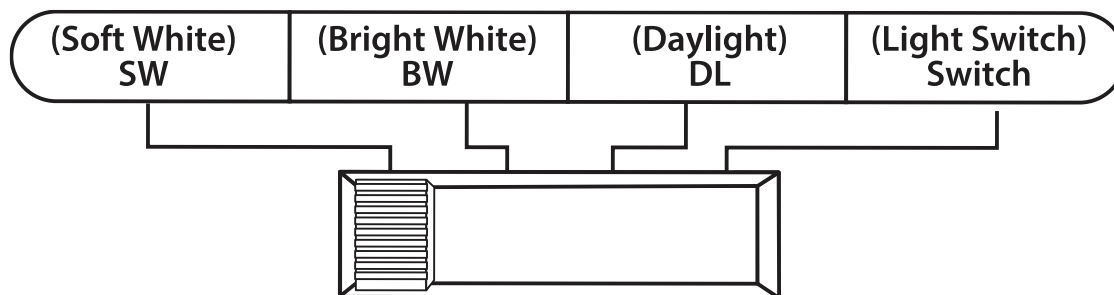 (Soft White)
SW
(Bright White)
BW
(Daylight)
DL
(Light Switch)
Switch